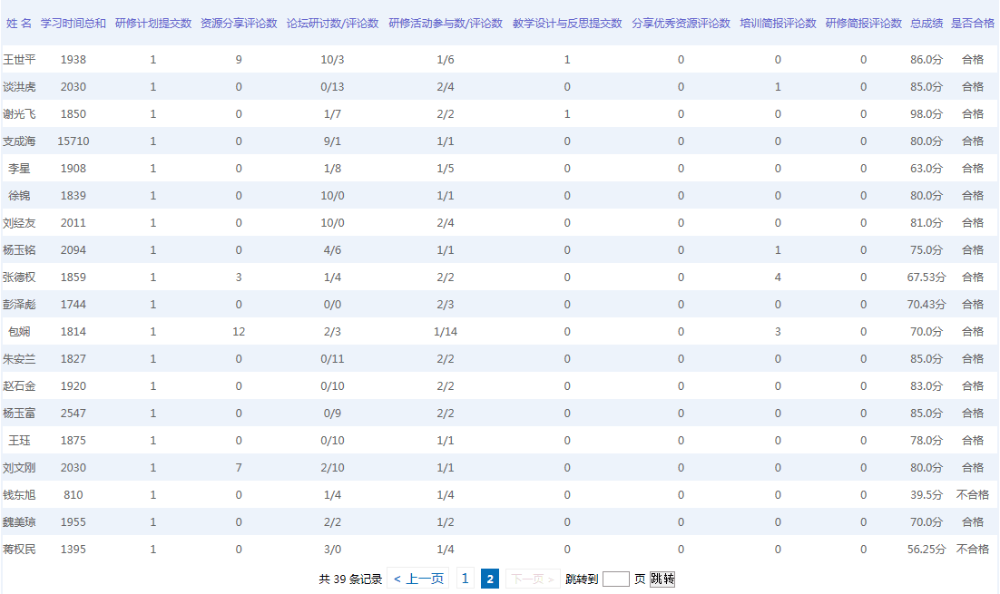 姓 名 学习时间总和 研修计划提交数 资源分享评论数 论坛研讨数/评论数 研修活动参与数/评论数 教学设计与反思提交数 分享优秀资源评论数 培训简报评论数 研修简报评论数 总成绩 是否合格
王世平 1938 1 9 10/3 1/6 1 0 0 0 86.0分 合格
谈洪虎 2030 1 0 0/13 2/4 0 0 1 0 85.0分 合格
谢光飞 1850 1 0 1/7 2/2 1 0 0 0 98.0分 合格
支成海 15710 1 0 9/1 1/1 0 0 0 0 80.0分 合格
李星 1908 1 0 1/8 1/5 0 0 0 0 63.0分 合格
徐锦 1839 1 0 10/0 1/1 0 0 0 0 80.0分 合格
刘经友 2011 1 0 10/0 2/4 0 0 0 0 81.0分 合格
杨玉铭 2094 1 0 4/6 1/1 0 0 1 0 75.0分 合格
张德权 1859 1 3 1/4 2/2 0 0 4 0 67.53分 合格
彭泽彪 1744 1 0 0/0 2/3 0 0 0 0 70.43分 合格
包娴 1814 1 12 2/3 1/14 0 0 3 0 70.0分 合格
朱安兰 1827 1 0 0/11 2/2 0 0 0 0 85.0分 合格
赵石金 1920 1 0 0/10 2/2 0 0 0 0 83.0分 合格
杨玉富 2547 1 0 0/9 2/2 0 0 0 0 85.0分 合格
王珏 1875 1 0 0/10 1/1 0 0 0 0 78.0分 合格
刘文刚 2030 1 7 2/10 1/1 0 0 0 0 80.0分 合格
钱东旭 810 1 0 1/4 1/4 0 0 0 0 39.5分 不合格
魏美琼 1955 1 0 2/2 1/2 0 0 0 0 70.0分 合格
蒋权民 1395 1 0 3/0 1/4 0 0 0 0 56.25分 不合格
共 39 条记录 < 上一页 1 2 下一页 > 跳转到 页 跳转